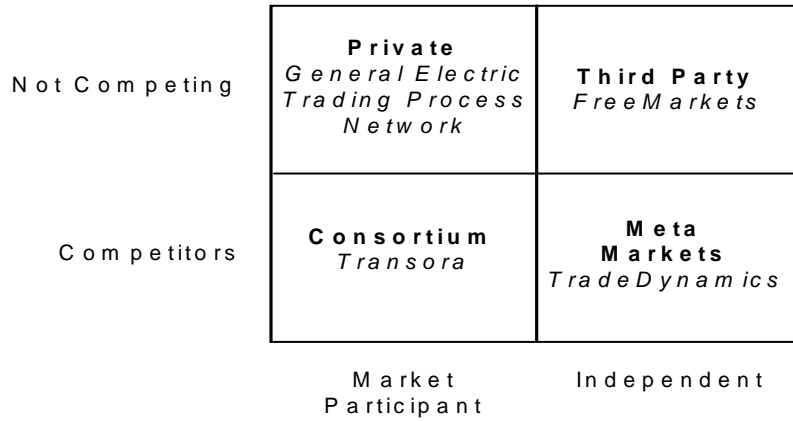 Not Competing
Private
General Electric
Trading Process
Network
Third Party
FreeMarkets
Competitors
Consortium
Transora
Meta
Markets
TradeDynamics
Market
Participant
Independent